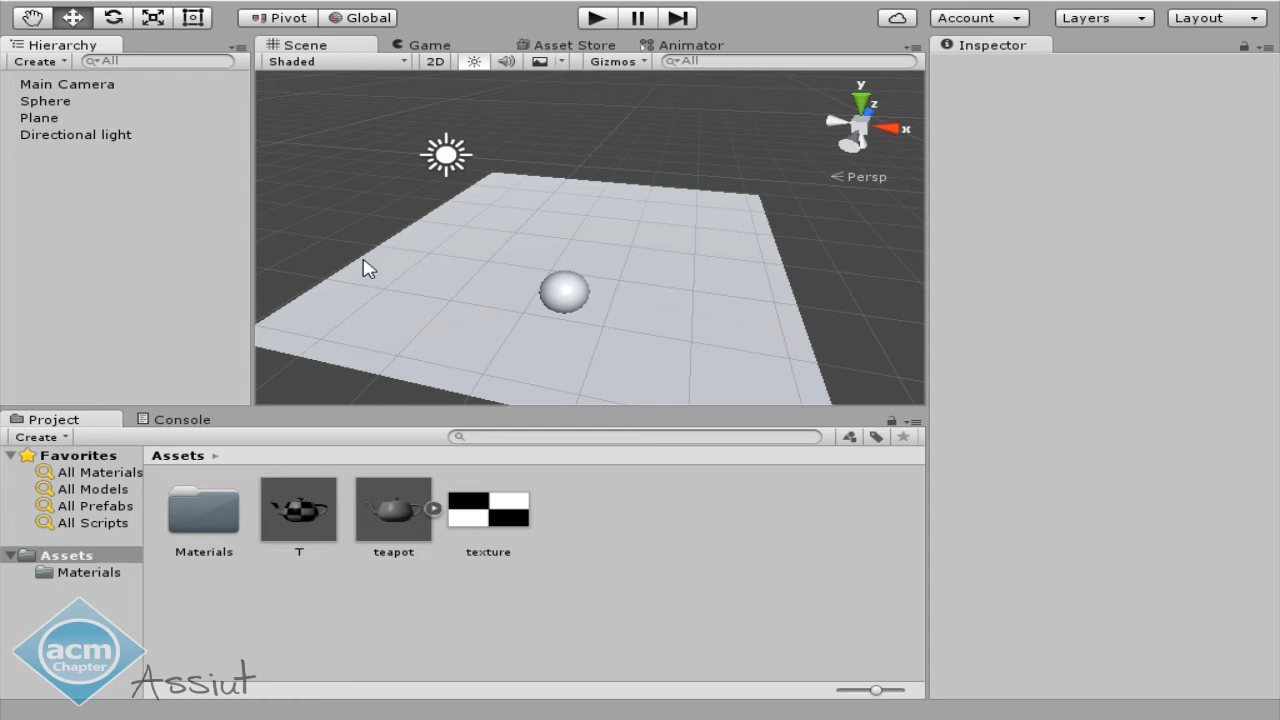 Pivot Global Account Layers Layout
Hierarchy Scene Game Asset Store Animator Inspector
Create All Shaded 2D Gizmos All
Main Camera
Sphere
Plane
Directional light
y
z
x
Persp
Project Console
Create
Favorites
All Materials
All Models
All Prefabs
All Scripts
Assets
Materials
Assets
Materials T teapot texture
acm
Chapter
Assiut